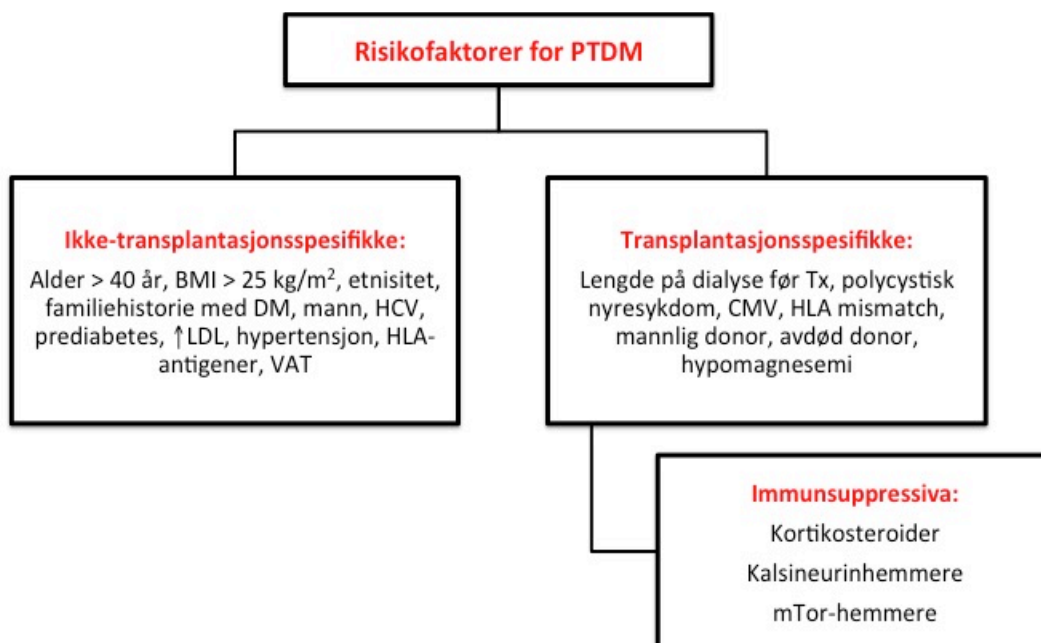 Risikofaktorer for PTDM
Ikke-transplantasjonsspesifikke:
Alder > 40 år, BMI > 25 kg/m², etnisitet,
familiehistorie med DM, mann, HCV,
prediabetes, ↑LDL, hypertensjon, HLA-
antigener, VAT
Transplantasjonsspesifikke:
Lengde på dialyse før Tx, polycystisk
nyresykdom, CMV, HLA mismatch,
mannlig donor, avdød donor,
hypomagnesemi
Immunsuppressiva:
Kortikosteroider
Kalsineurinhemmere
mTor-hemmere